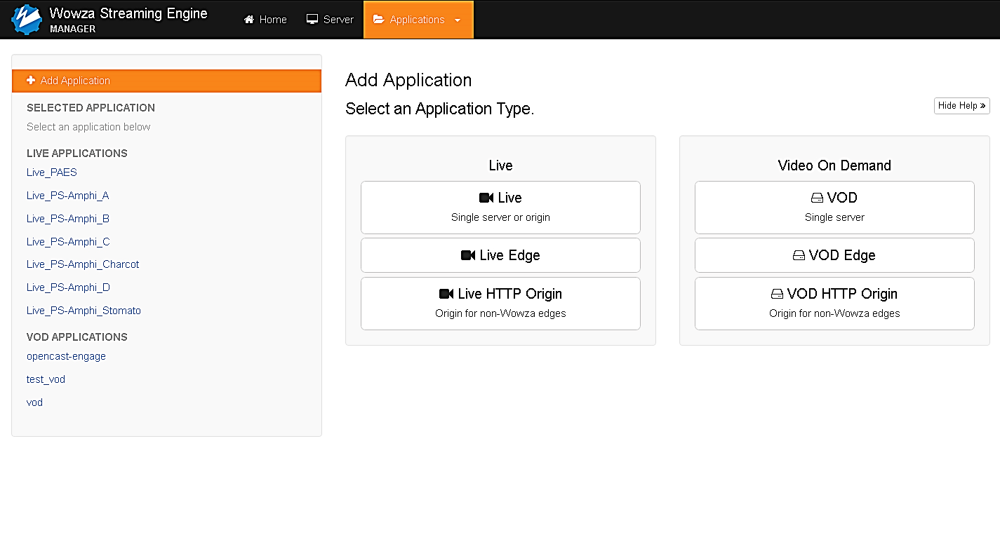 Wowza Streaming Engine
MANAGER
Home
Server
Applications
Add Application
SELECTED APPLICATION
Select an application below
LIVE APPLICATIONS
Live_PAES
Live_PS-Amphi_A
Live_PS-Amphi_B
Live_PS-Amphi_C
Live_PS-Amphi_Charcot
Live_PS-Amphi_D
Live_PS-Amphi_Stomato
VOD APPLICATIONS
opencast-engage
test_vod
vod
Add Application
Select an Application Type.
Hide Help »
Live
Live
Single server or origin
Live Edge
Live HTTP Origin
Origin for non-Wowza edges
Video On Demand
VOD
Single server
VOD Edge
VOD HTTP Origin
Origin for non-Wowza edges